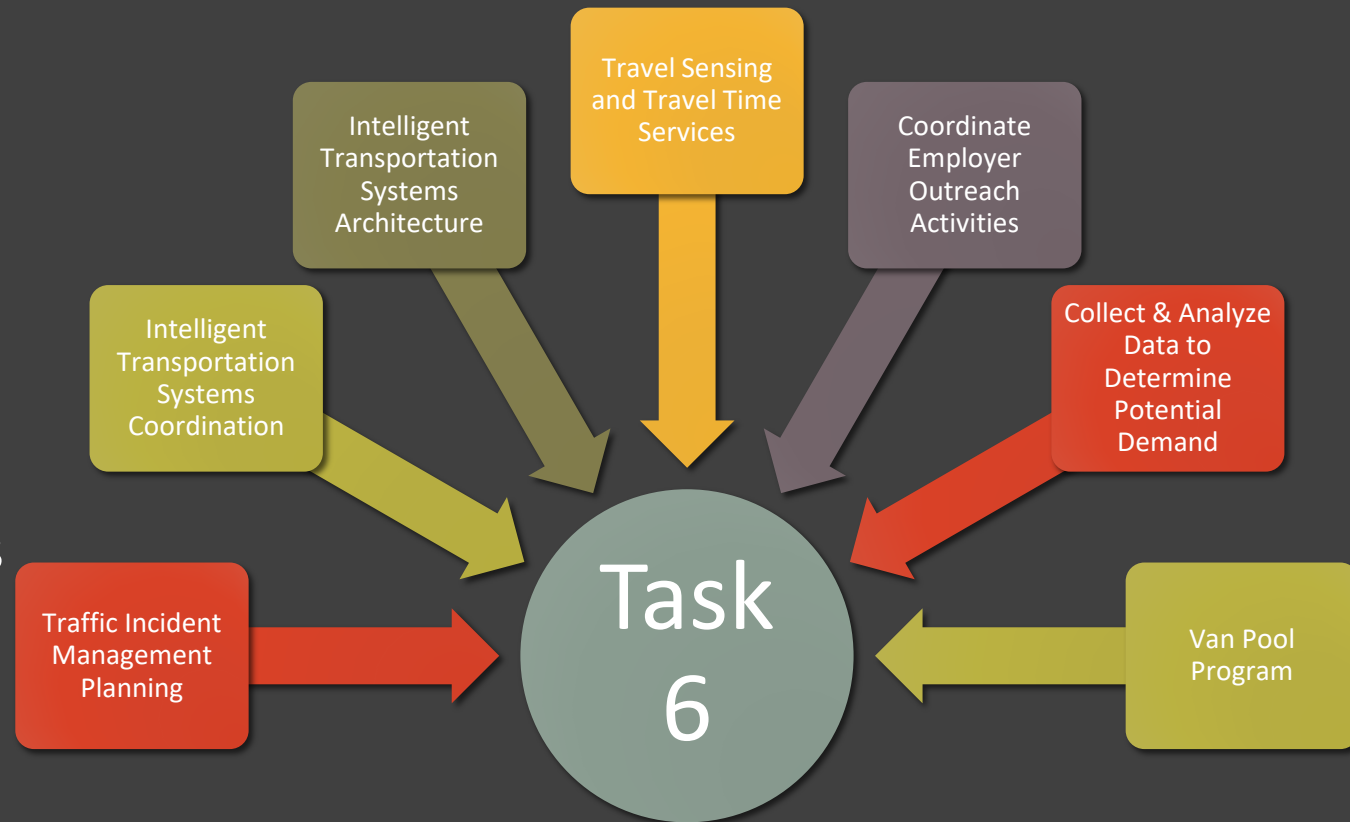 Travel Sensing
and Travel Time
Services
Intelligent
Transportation
Systems
Architecture
Coordinate
Employer
Outreach
Activities
Intelligent
Transportation
Systems
Coordination
Collect & Analyze
Data to
Determine
Potential
Demand
Traffic Incident
Management
Planning
Task
6
Van Pool
Program